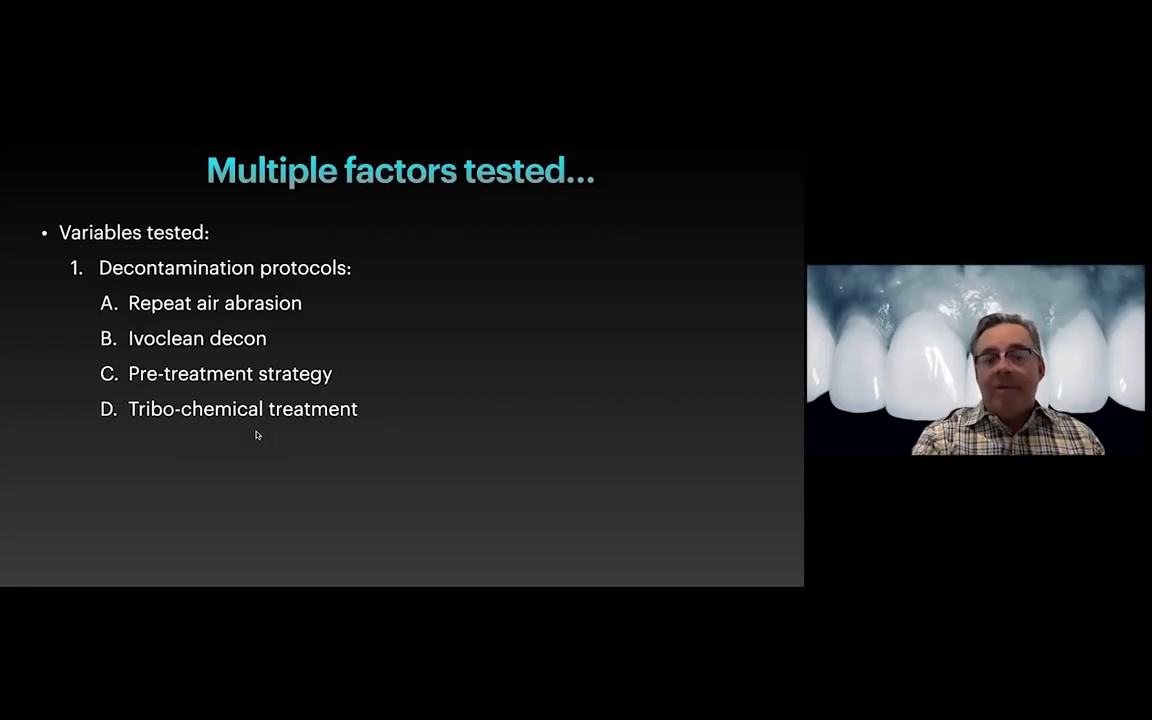 Multiple factors tested...
• Variables tested:
1. Decontamination protocols:
A. Repeat air abrasion
B. Ivoclean decon
C. Pre-treatment strategy
D. Tribo-chemical treatment